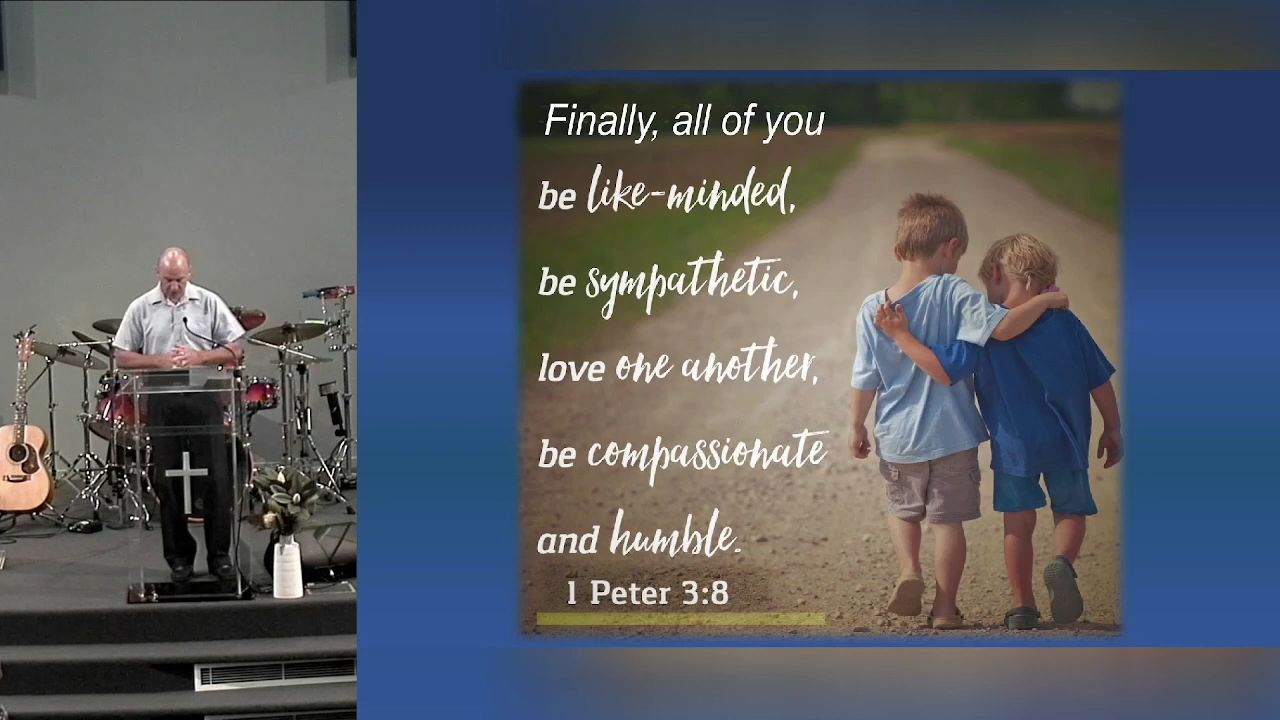 Finally, all of you
be like-minded,
be sympathetic,
love one another,
be compassionate
and humble.
1 Peter 3:8